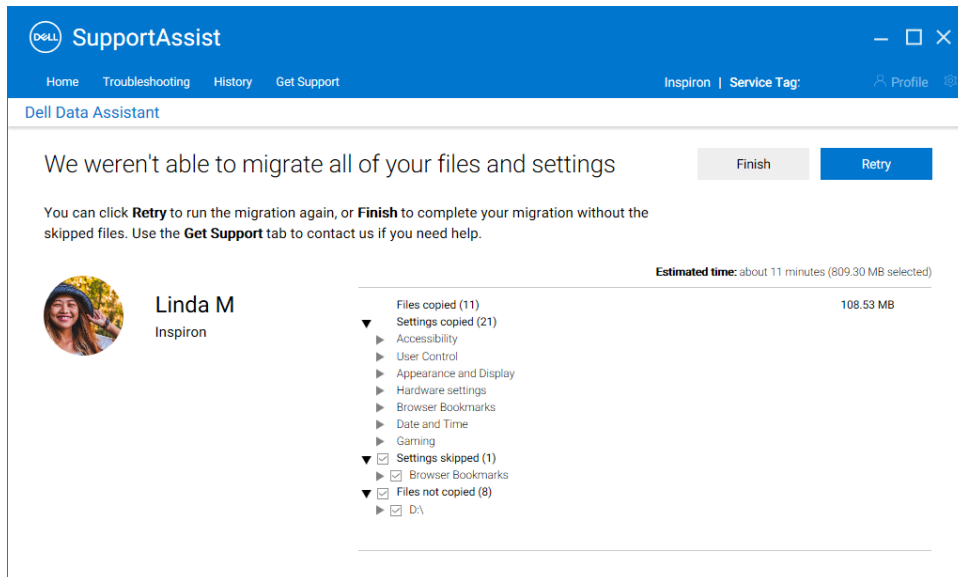 DELL SupportAssist
Home Troubleshooting History Get Support Inspiron | Service Tag: Profile
Dell Data Assistant
We weren't able to migrate all of your files and settings Finish Retry
You can click Retry to run the migration again, or Finish to complete your migration without the
skipped files. Use the Get Support tab to contact us if you need help.
Estimated time: about 11 minutes (809.30 MB selected)
Linda M
Inspiron
Files copied (11) 108.53 MB
Settings copied (21)
Accessibility
User Control
Appearance and Display
Hardware settings
Browser Bookmarks
Date and Time
Gaming
Settings skipped (1)
Browser Bookmarks
Files not copied (8)
D:\